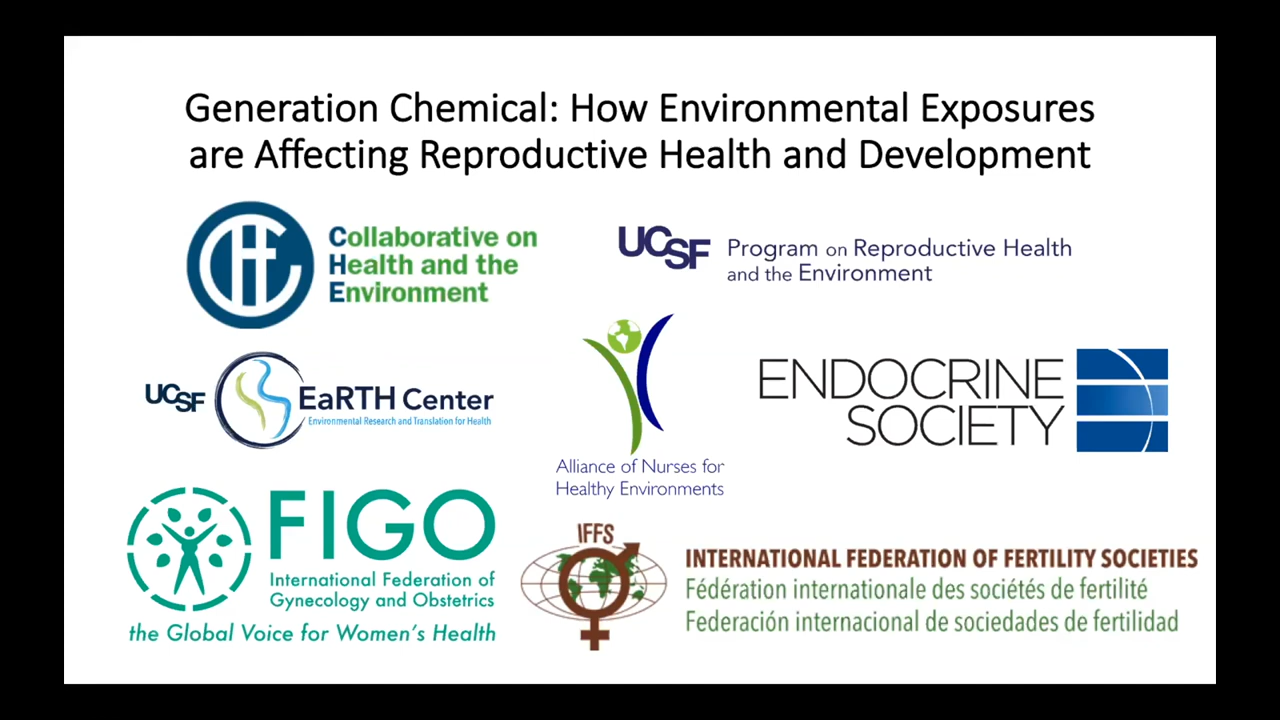 Generation Chemical: How Environmental Exposures
are Affecting Reproductive Health and Development
CHE
Collaborative on
Health and the
Environment
UCSF
Program on Reproductive Health
and the Environment
UCSF
EaRTH Center
Environmental Research and Translation for Health
Alliance of Nurses for
Healthy Environments
ENDOCRINE
SOCIETY
FIGO
International Federation of
Gynecology and Obstetrics
the Global Voice for Women's Health
IFFS
INTERNATIONAL FEDERATION OF FERTILITY SOCIETIES
Fédération internationale des sociétés de fertilité
Federación internacional de sociedades de fertilidad